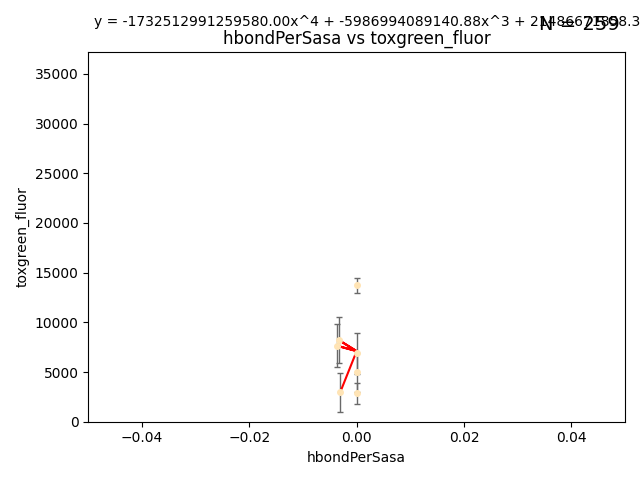 y = -1732512991259580.00x^4 + -5986994089140.88x^3 +
N = 259
hbondPerSasa vs toxgreen_fluor
35000
30000
25000
20000
15000
10000
5000
0
toxgreen_fluor
-0.04
-0.02
0.00
0.02
0.04
hbondPerSasa